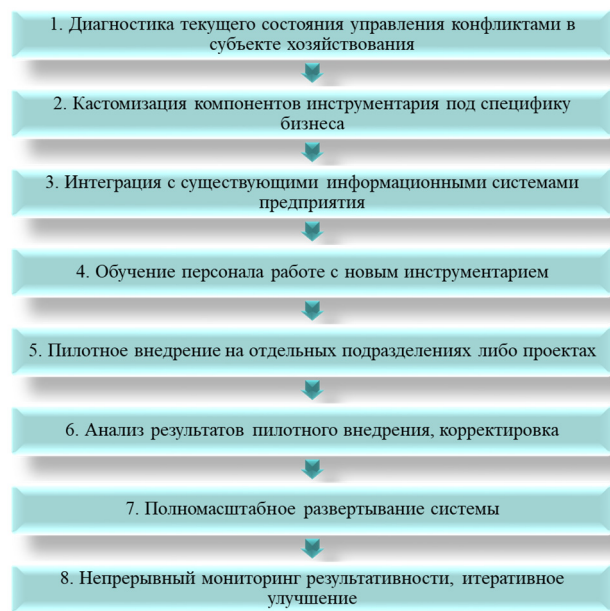 1. Диагностика текущего состояния управления конфликтами в
субъекте хозяйствования
2. Кастомизация компонентов инструментария под специфику
бизнеса
3. Интеграция с существующими информационными системами
предприятия
4. Обучение персонала работе с новым инструментарием
5. Пилотное внедрение на отдельных подразделениях либо проектах
6. Анализ результатов пилотного внедрения, корректировка
7. Полномасштабное развертывание системы
8. Непрерывный мониторинг результативности, итеративное
улучшение